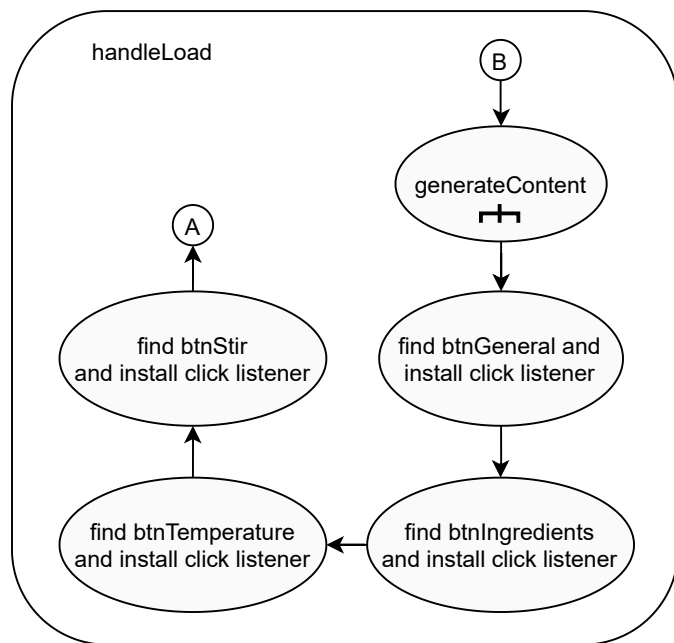 handleLoad
B
generateContent
A
find btnStir
and install click listener
find btnGeneral and
install click listener
find btnTemperature
and install click listener
find btnIngredients
and install click listener